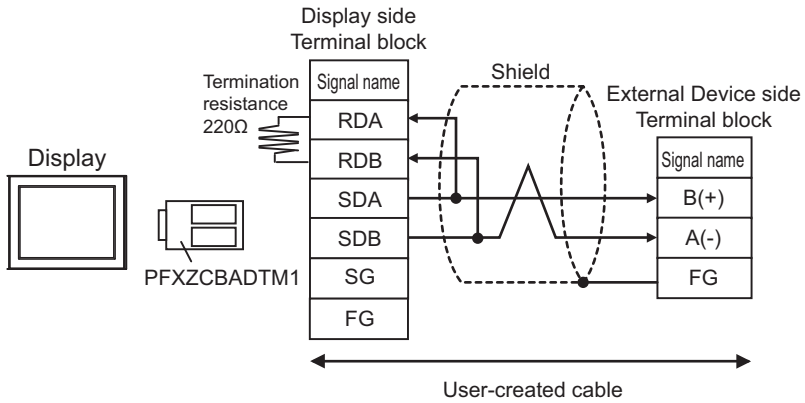 Display side
Terminal block
Termination
resistance
220Ω
Signal name
RDA
RDB
SDA
SDB
SG
FG
Shield
External Device side
Terminal block
Signal name
B(+)
A(-)
FG
Display
PFXZCBADTM1
User-created cable